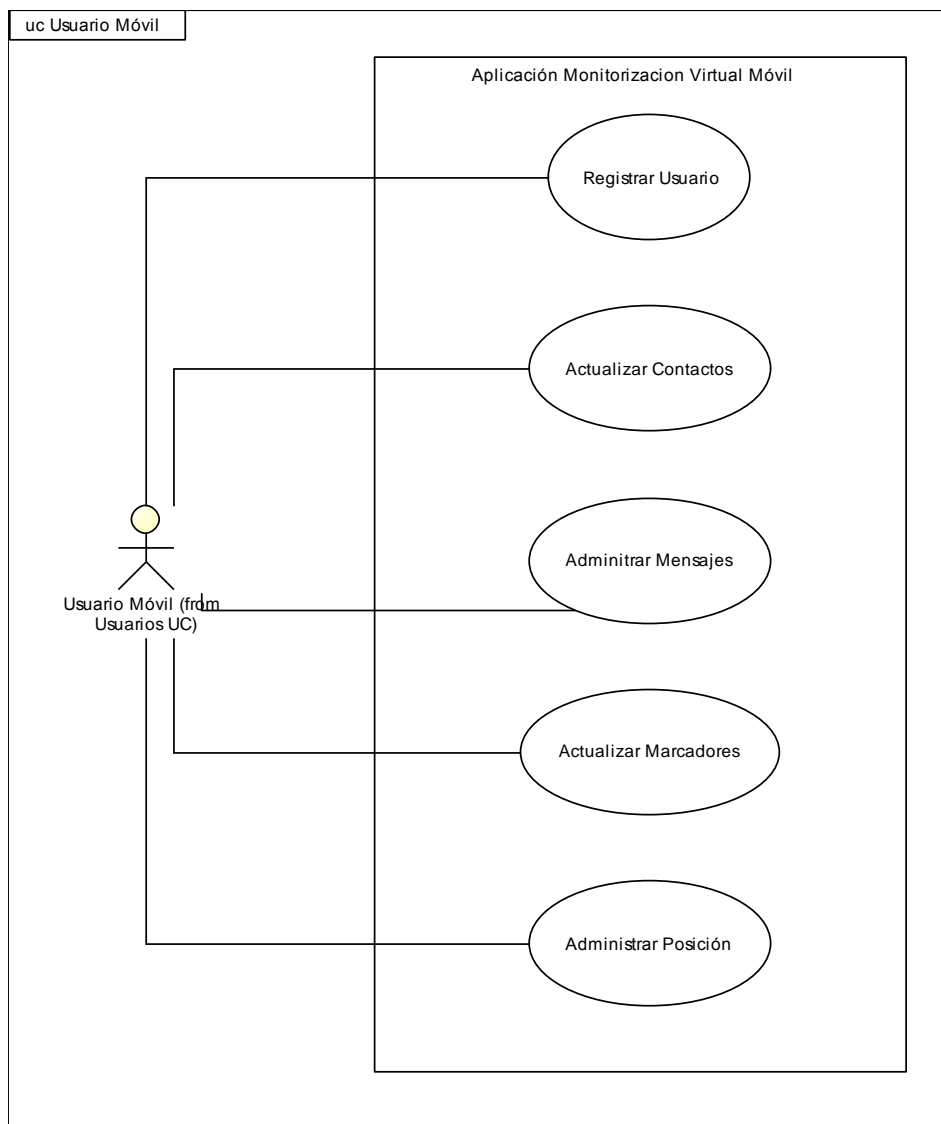 uc Usuario Móvil
Aplicación Monitorizacion Virtual Móvil
Registrar Usuario
Actualizar Contactos
Adminitrar Mensajes
Usuario Móvil (from
Usuarios UC)
Actualizar Marcadores
Administrar Posición